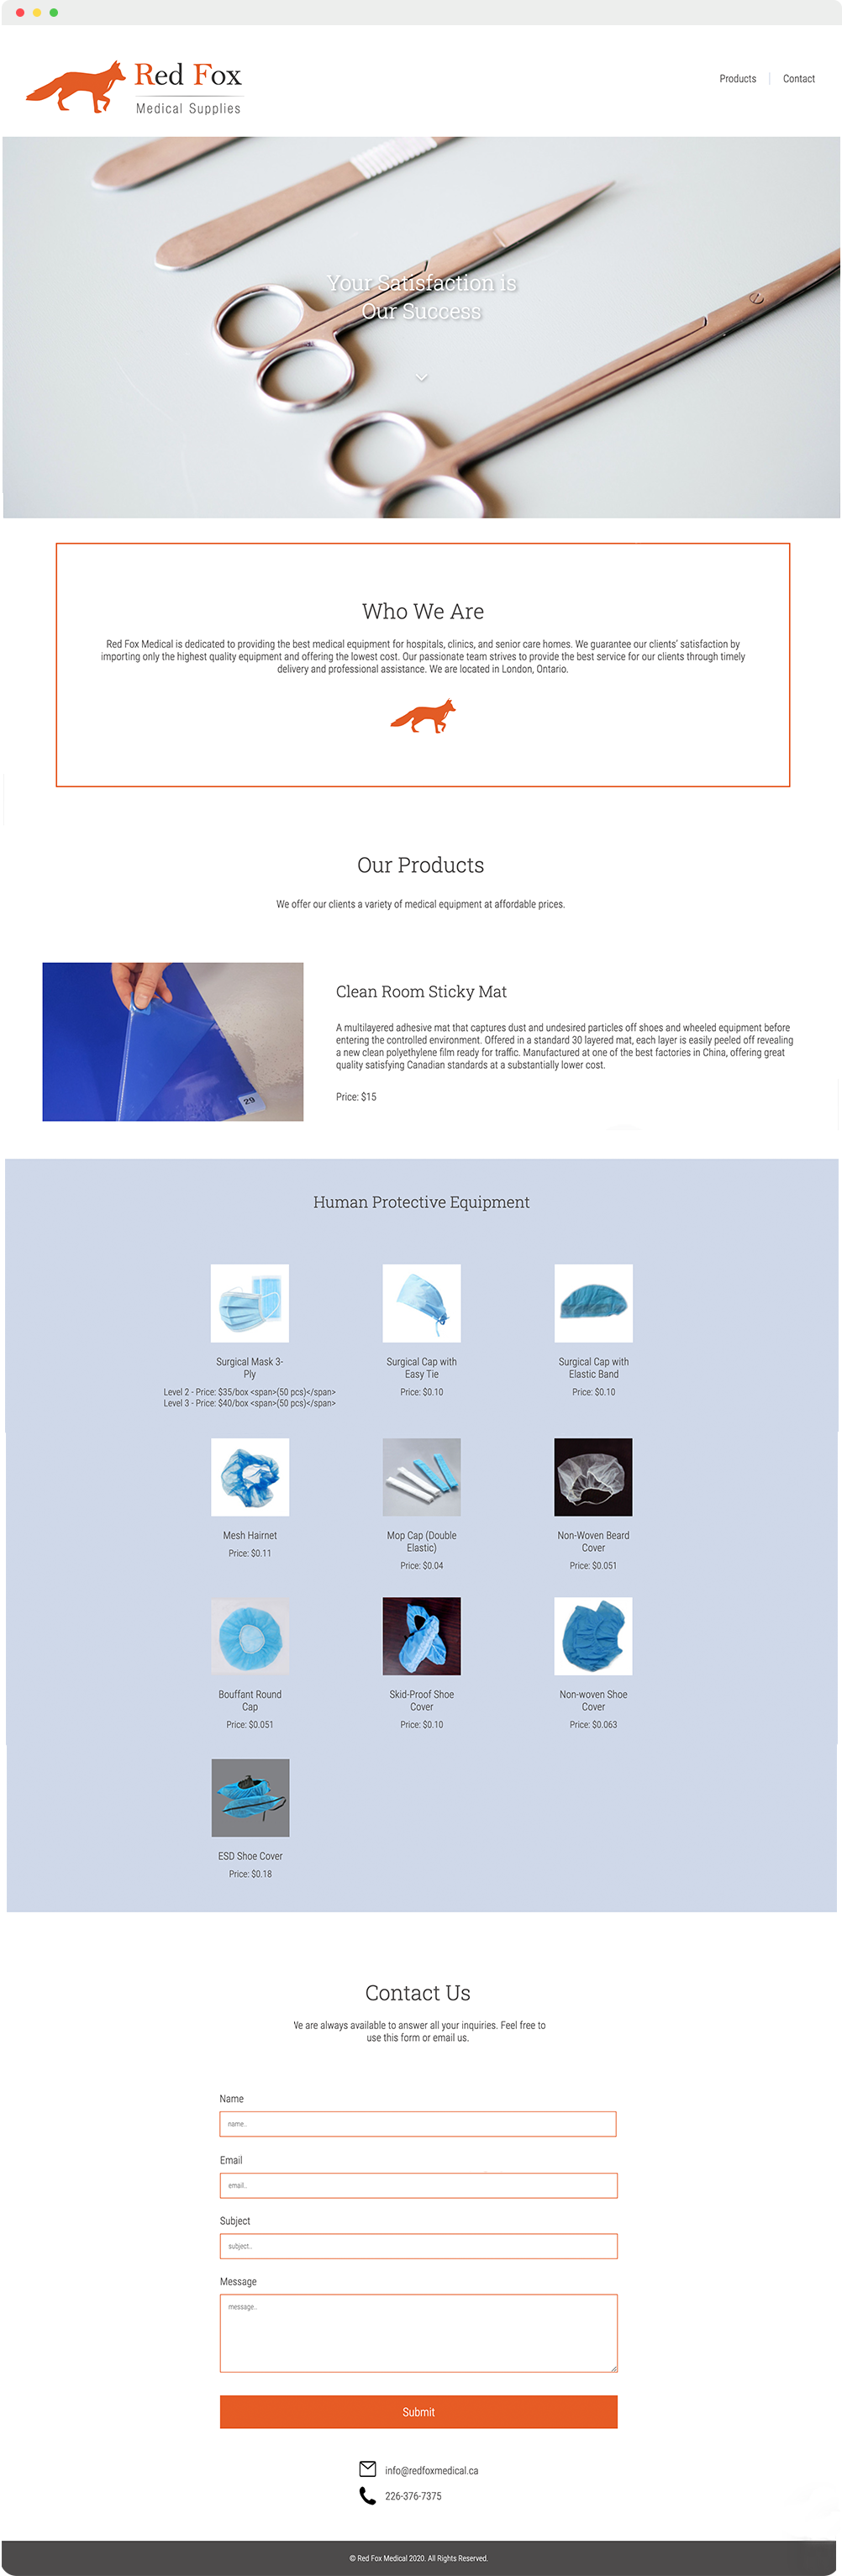 Red Fox
Medical Supplies
Products
Contact
Your Satisfaction is
Our Success
Who We Are
Red Fox Medical is dedicated to providing the best medical equipment for hospitals, clinics, and senior care homes. We guarantee our clients' satisfaction by
importing only the highest quality equipment and offering the lowest cost. Our passionate team strives to provide the best service for our clients through timely
delivery and professional assistance. We are located in London, Ontario.
Our Products
We offer our clients a variety of medical equipment at affordable prices.
29
Clean Room Sticky Mat
A multilayered adhesive mat that captures dust and undesired particles off shoes and wheeled equipment before
entering the controlled environment. Offered in a standard 30 layered mat, each layer is easily peeled off revealing
a new clean polyethylene film ready for traffic. Manufactured at one of the best factories in China, offering great
quality satisfying Canadian standards at a substantially lower cost.
Price: $15
Human Protective Equipment
Surgical Mask 3-
Ply
Level 2 - Price: $35/box <span>(50 pcs)</span>
Level 3 - Price: $40/box <span>(50 pcs)</span>
Surgical Cap with
Easy Tie
Price: $0.10
Surgical Cap with
Elastic Band
Price: $0.10
Mesh Hairnet
Price: $0.11
Mop Cap (Double
Elastic)
Price: $0.04
Non-Woven Beard
Cover
Price: $0.051
Bouffant Round
Cap
Price: $0.051
Skid-Proof Shoe
Cover
Price: $0.10
Non-woven Shoe
Cover
Price: $0.063
ESD Shoe Cover
Price: $0.18
Contact Us
We are always available to answer all your inquiries. Feel free to
use this form or email us.
Name
name..
Email
email..
Subject
subject..
Message
message..
Submit
info@redfoxmedical.ca
226-376-7375
© Red Fox Medical 2020. All Rights Reserved.